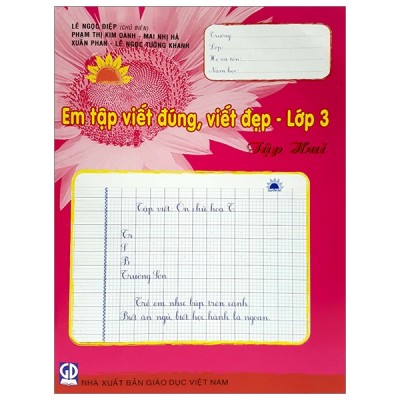 LÊ NGỌC ĐIỆP (CHỦ BIÊN)
PHẠM THỊ KIM OANH - MAI NHỊ HÀ
XUÂN PHAN - LÊ NGỌC TƯỜNG KHANH
Trường:
Lớp:
Họ và tên:
Năm học:
Em tập viết đúng, viết đẹp - Lớp 3
Tập Hai
Tập viết: Ôn chữ hoa T
Tr
S
B
Trường Sơn
Trẻ em như búp trên cành
Biết ăn ngủ biết học hành là ngoan.
GD
NHÀ XUẤT BẢN GIÁO DỤC VIỆT NAM